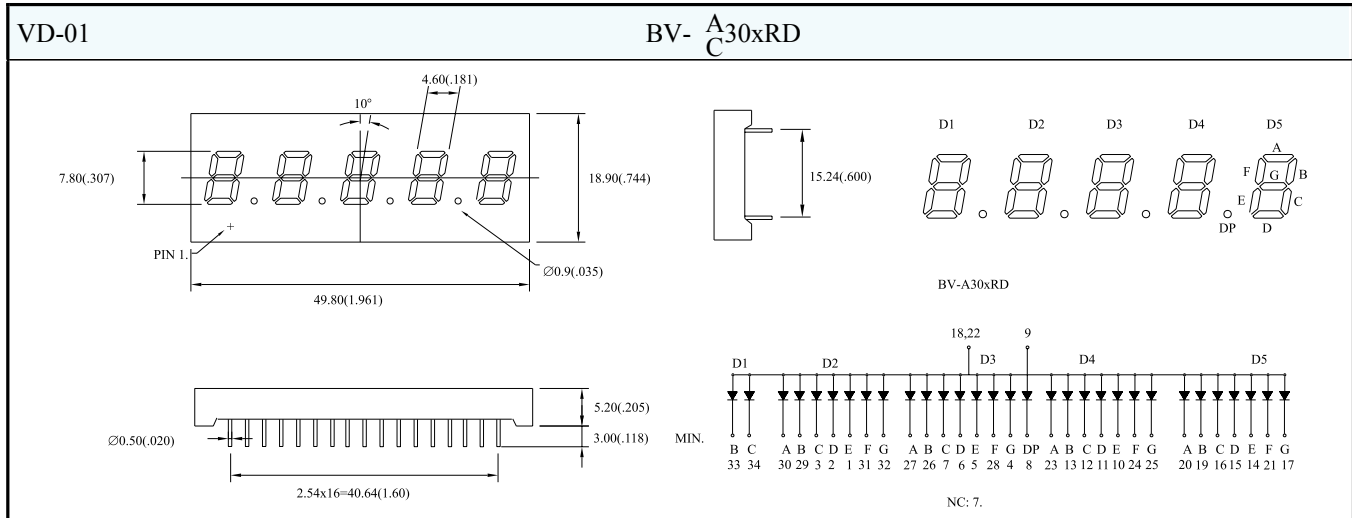 VD-01 BV- A/C 30xRD
4.60(.181)
10°
7.80(.307)
18.90(.744)
PIN 1.
+
∅0.9(.035)
49.80(1.961)
15.24(.600)
D1 D2 D3 D4 D5
A
F G B
E C
DP D
BV-A30xRD
5.20(.205)
∅0.50(.020)
3.00(.118) MIN.
2.54x16=40.64(1.60)
18,22 9
D1 D2 D3 D4 D5
B C A B C D E F G A B C D E F G DP A B C D E F G A B C D E F G
33 34 30 29 3 2 1 31 32 27 26 7 6 5 28 4 8 23 13 12 11 10 24 25 20 19 16 15 14 21 17
NC: 7.